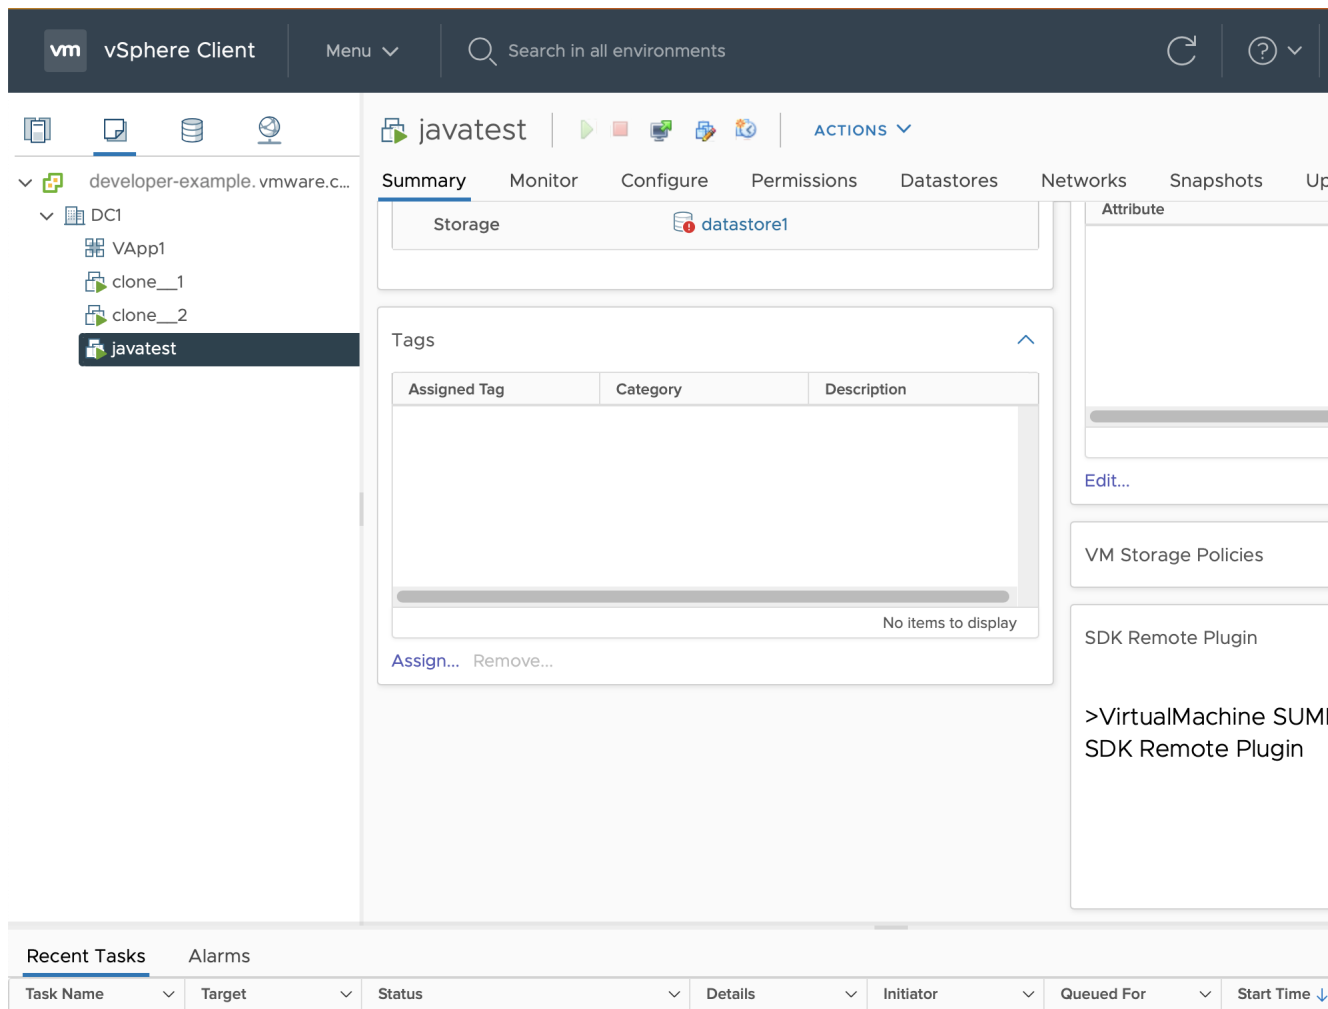 vm vSphere Client Menu Search in all environments ?
javatest ACTIONS
developer-example.vmware.c...
DC1
VApp1
clone__1
clone__2
javatest
Summary Monitor Configure Permissions Datastores Networks Snapshots Up
Storage datastore1
Tags
Assigned Tag Category Description
No items to display
Assign... Remove...
Attribute
Edit...
VM Storage Policies
SDK Remote Plugin
>VirtualMachine SUM
SDK Remote Plugin
Recent Tasks Alarms
Task Name Target Status Details Initiator Queued For Start Time